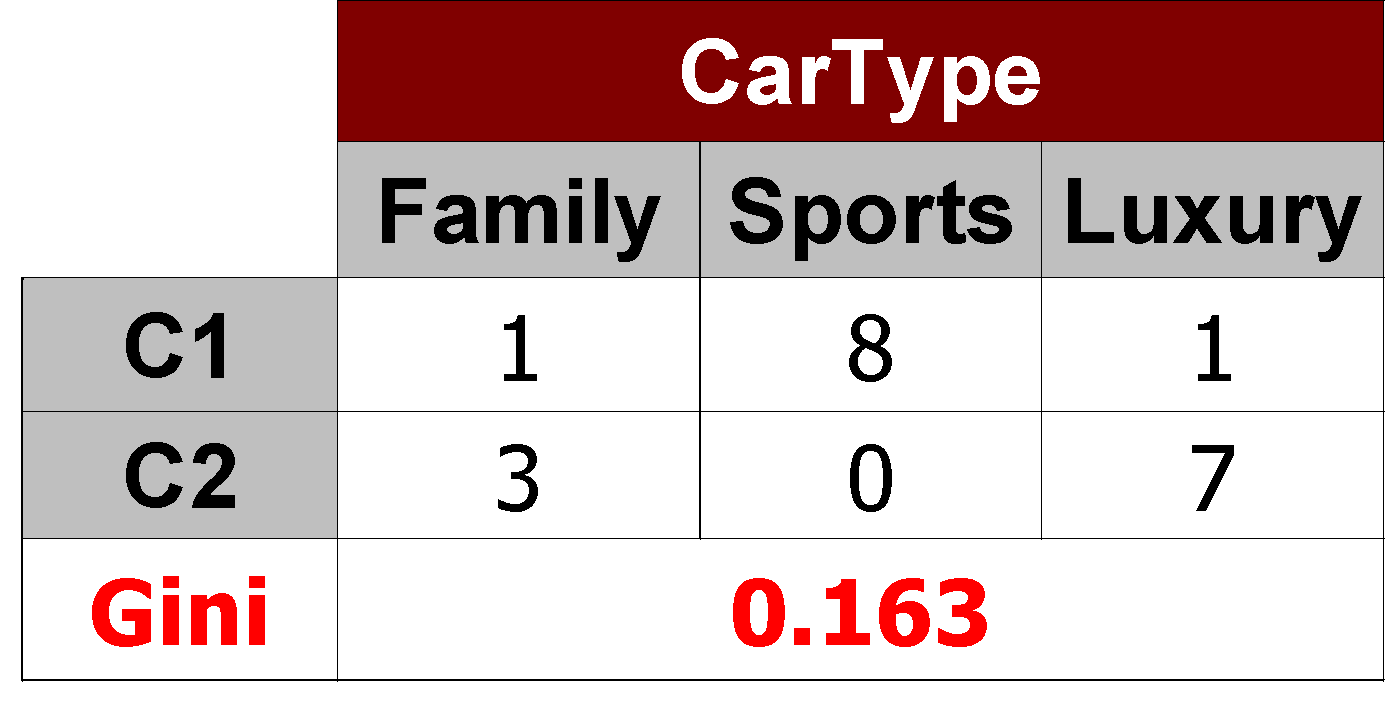 CarType
Family Sports Luxury
C1 1 8 1
C2 3 0 7
Gini 0.163